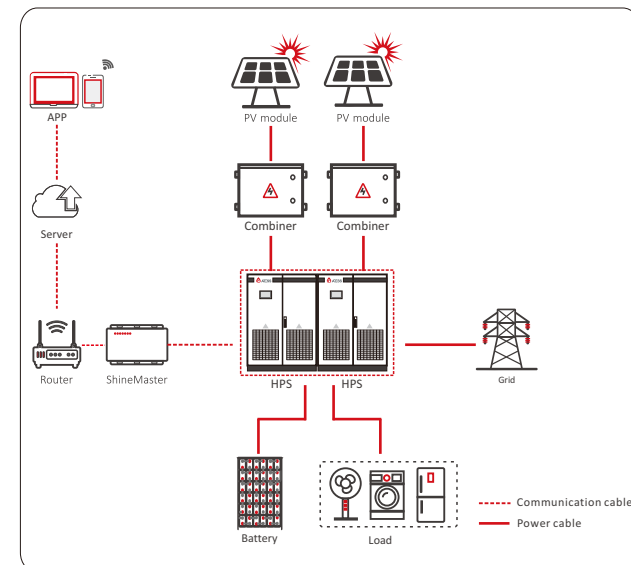 APP
PV module
PV module
Server
Combiner
Combiner
Router
ShineMaster
HPS
HPS
Grid
Battery
Load
Communication cable
Power cable